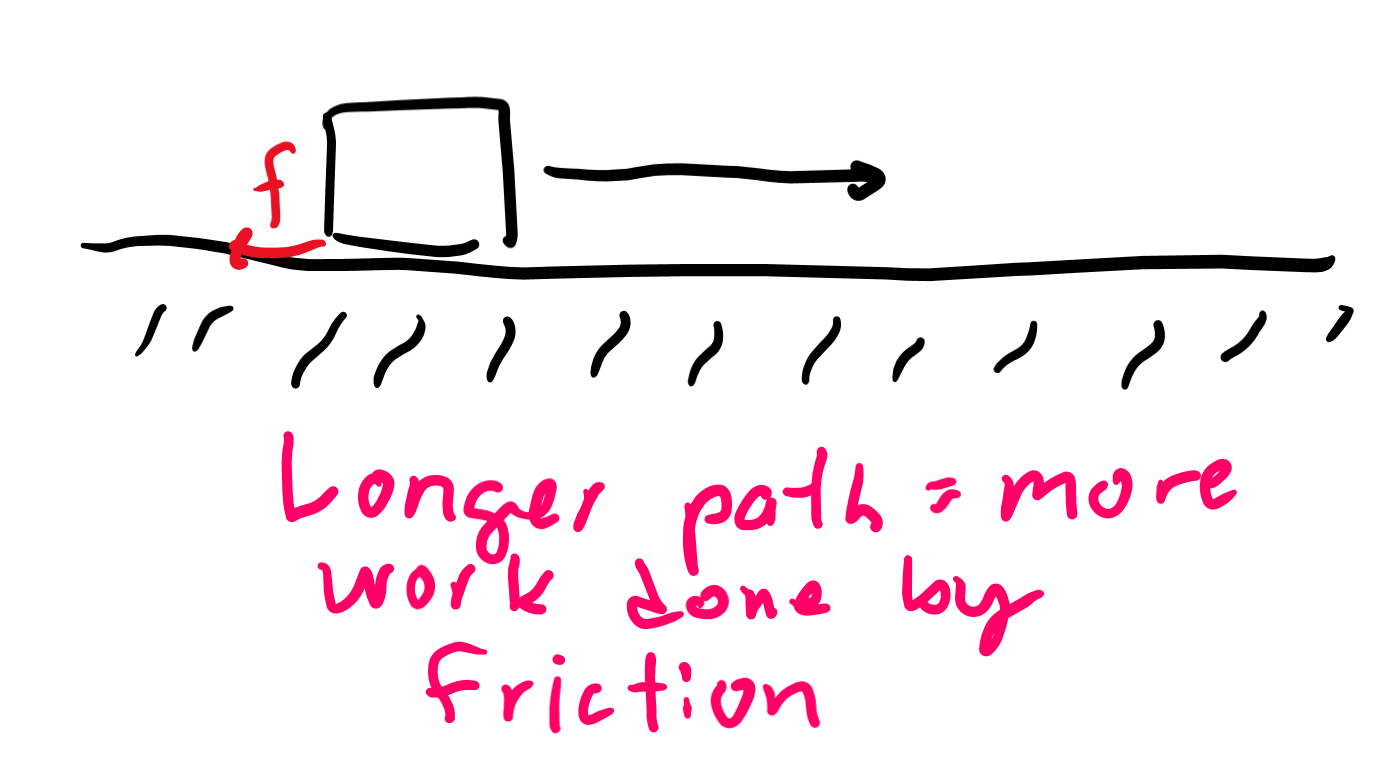 f
Longer path = more
work done by
friction